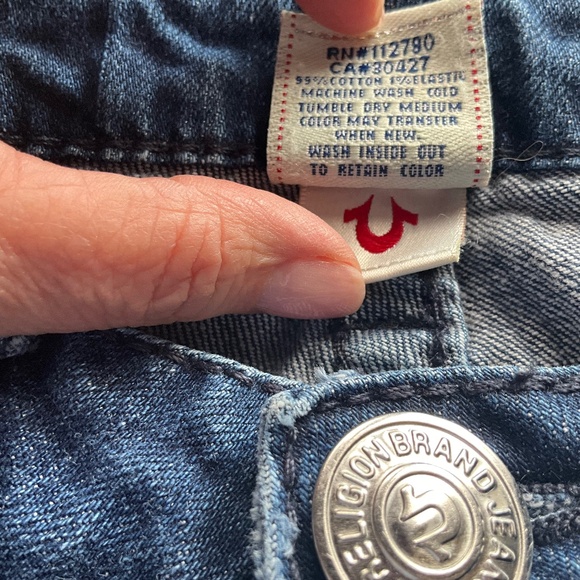 RN#112790
CA#30427
99%COTTON 1%ELASTIC
MACHINE WASH COLD
TUMBLE DRY MEDIUM
COLOR MAY TRANSFER
WHEN NEW.
WASH INSIDE OUT
TO RETAIN COLOR
RELIGION BRAND JEANS